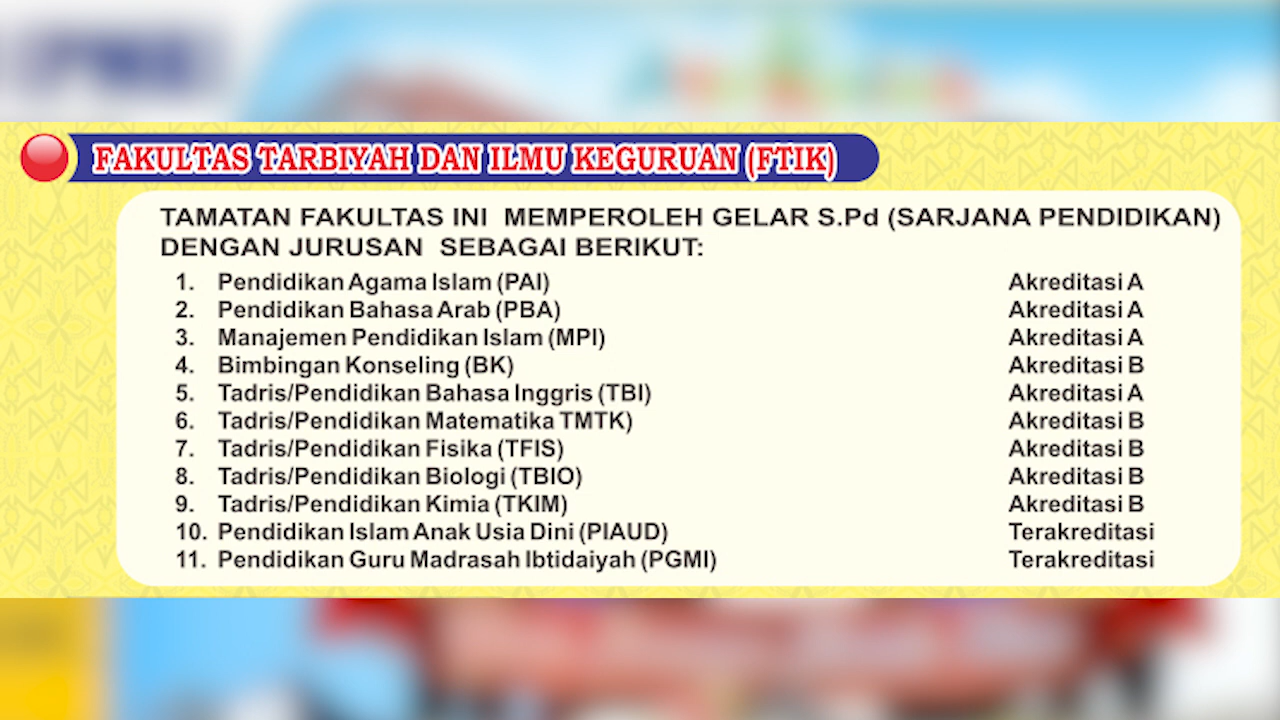 FAKULTAS TARBIYAH DAN ILMU KEGURUAN (FTIK)
TAMATAN FAKULTAS INI MEMPEROLEH GELAR S.Pd (SARJANA PENDIDIKAN)
DENGAN JURUSAN SEBAGAI BERIKUT:
1. Pendidikan Agama Islam (PAI) Akreditasi A
2. Pendidikan Bahasa Arab (PBA) Akreditasi A
3. Manajemen Pendidikan Islam (MPI) Akreditasi A
4. Bimbingan Konseling (BK) Akreditasi B
5. Tadris/Pendidikan Bahasa Inggris (TBI) Akreditasi A
6. Tadris/Pendidikan Matematika TMTK) Akreditasi B
7. Tadris/Pendidikan Fisika (TFIS) Akreditasi B
8. Tadris/Pendidikan Biologi (TBIO) Akreditasi B
9. Tadris/Pendidikan Kimia (TKIM) Akreditasi B
10. Pendidikan Islam Anak Usia Dini (PIAUD) Terakreditasi
11. Pendidikan Guru Madrasah Ibtidaiyah (PGMI) Terakreditasi